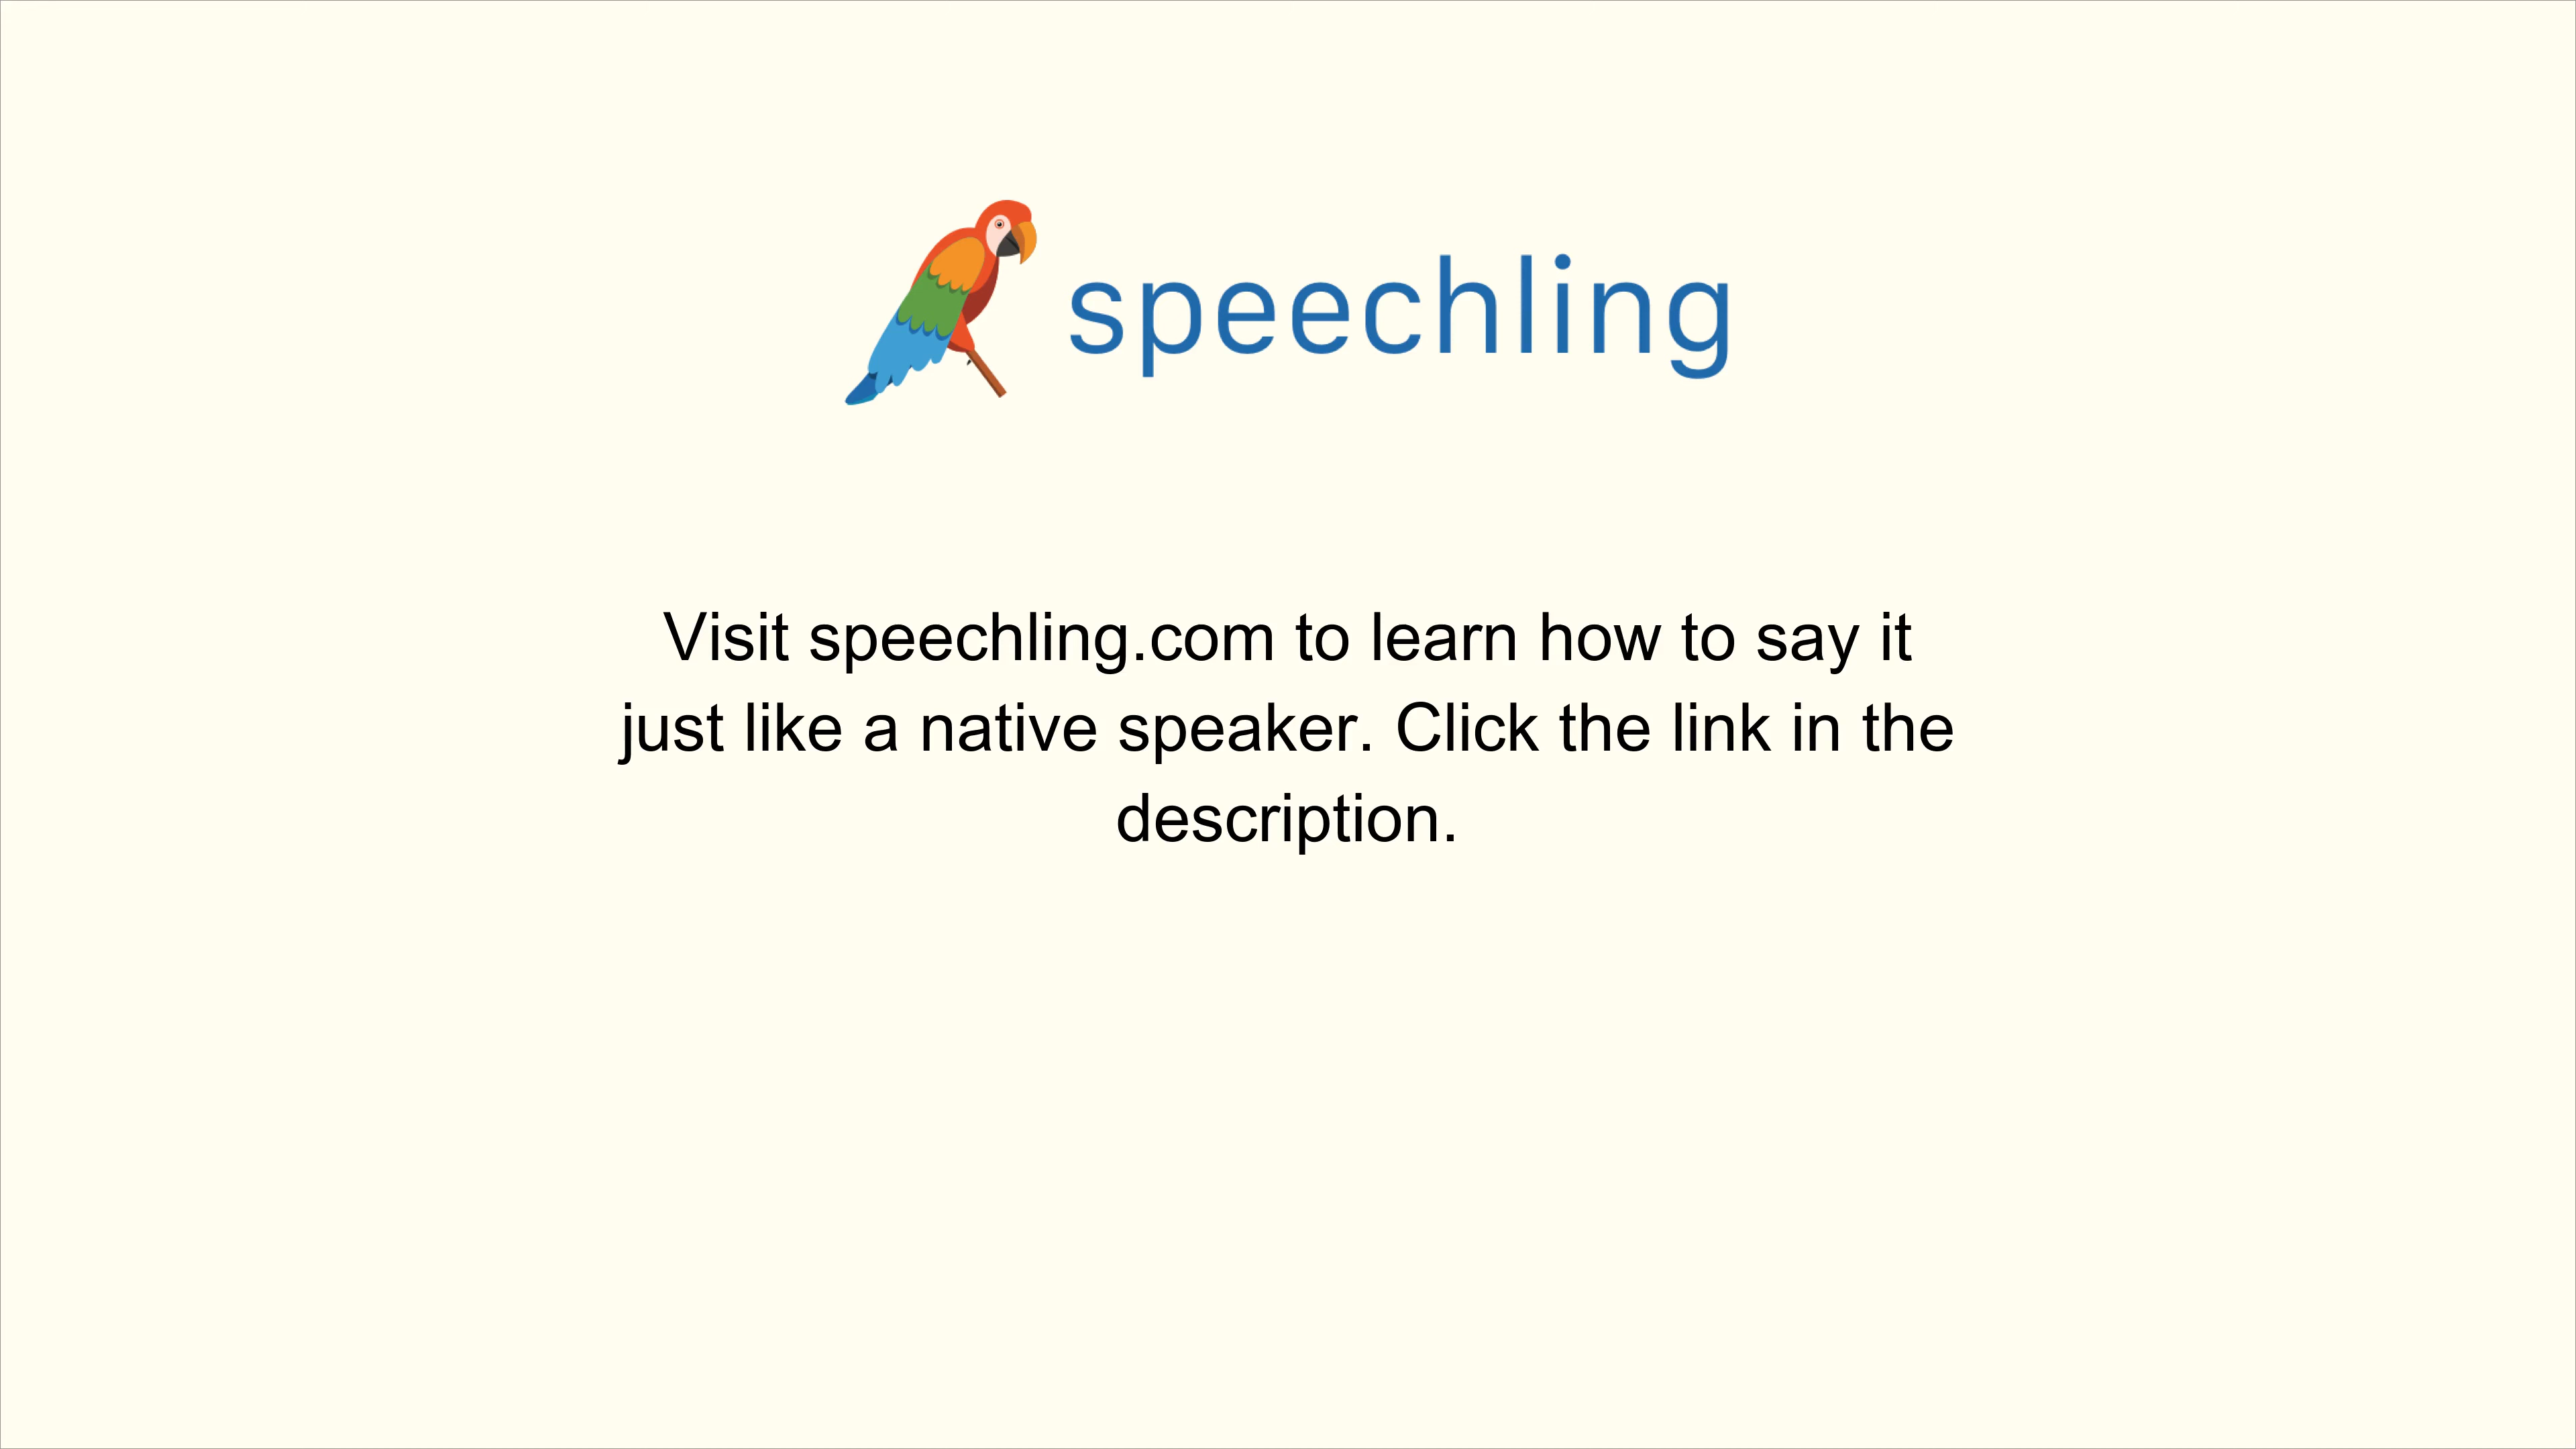 speechling
Visit speechling.com to learn how to say it
just like a native speaker. Click the link in the
description.